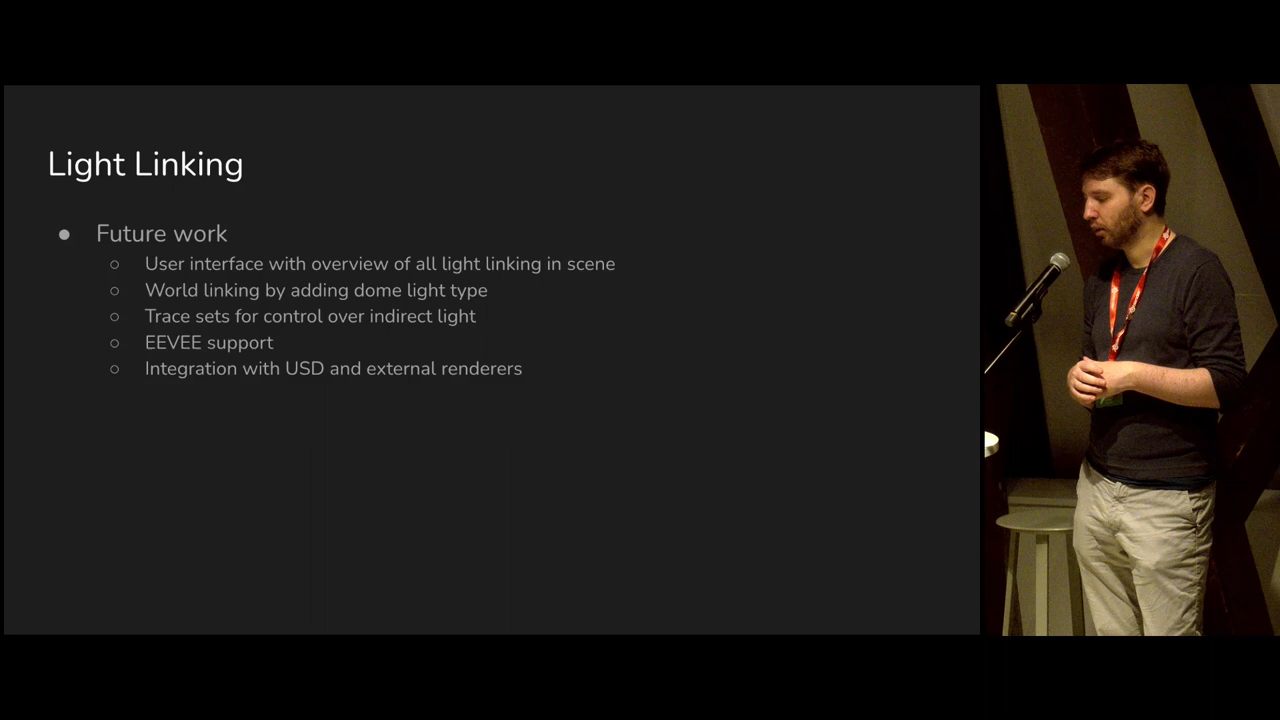 Light Linking
● Future work
○ User interface with overview of all light linking in scene
○ World linking by adding dome light type
○ Trace sets for control over indirect light
○ EEVEE support
○ Integration with USD and external renderers